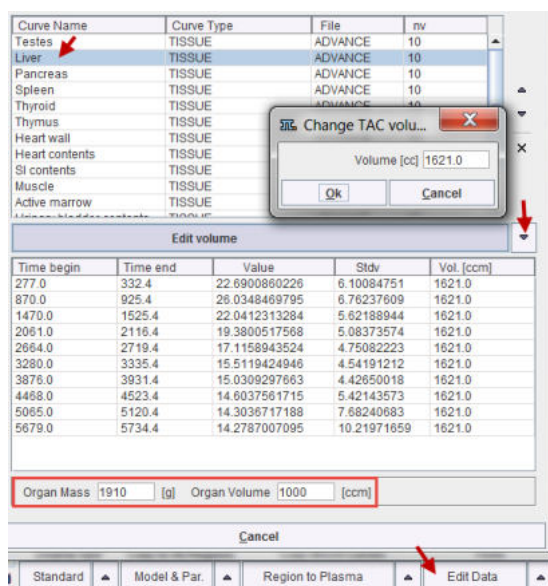 Curve Name Curve Type File nv
Testes TISSUE ADVANCE 10
Liver TISSUE ADVANCE 10
Pancreas TISSUE ADVANCE 10
Spleen TISSUE ADVANCE 10
Thyroid TISSUE ADVANCE 10
Thymus TISSUE
Heart wall TISSUE
Heart contents TISSUE
SI contents TISSUE
Muscle TISSUE
Active marrow TISSUE
Change TAC volu...
Volume [cc] 1621.0
Ok Cancel
Edit volume
Time begin Time end Value Stdv Vol. [ccm]
277.0 332.4 22.6900860226 6.10084751 1621.0
870.0 925.4 26.0348469795 6.76237609 1621.0
1470.0 1525.4 22.0412313284 5.62188944 1621.0
2061.0 2116.4 19.3800517568 5.08373574 1621.0
2664.0 2719.4 17.1158943524 4.75082223 1621.0
3280.0 3335.4 15.5119424946 4.54191212 1621.0
3876.0 3931.4 15.0309297663 4.42650018 1621.0
4468.0 4523.4 14.6037561715 5.42143573 1621.0
5065.0 5120.4 14.3036717188 7.68240683 1621.0
5679.0 5734.4 14.2787007095 10.21971659 1621.0
Organ Mass 1910 [g] Organ Volume 1000 [ccm]
Cancel
Standard Model & Par. Region to Plasma Edit Data